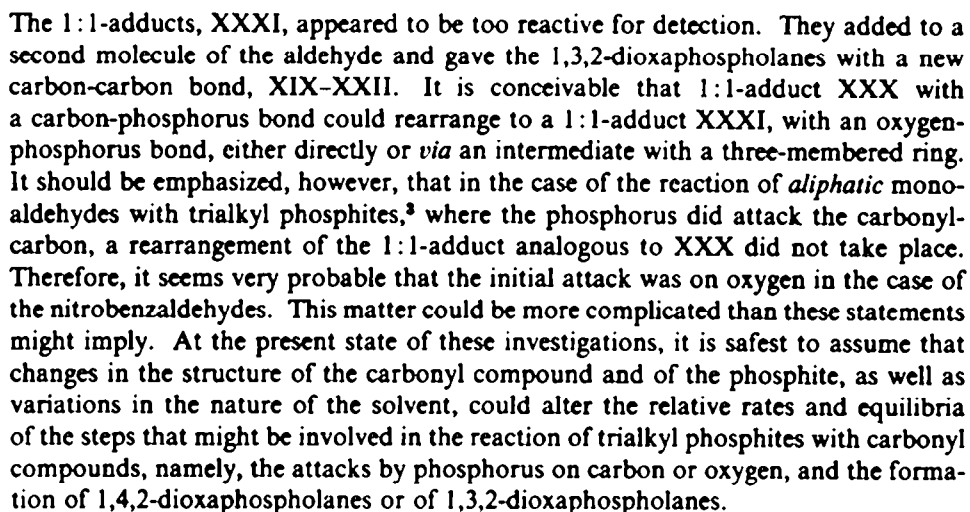 The 1:1-adducts, XXXI, appeared to be too reactive for detection. They added to a
second molecule of the aldehyde and gave the 1,3,2-dioxaphospholanes with a new
carbon-carbon bond, XIX–XXII. It is conceivable that 1:1-adduct XXX with
a carbon-phosphorus bond could rearrange to a 1:1-adduct XXXI, with an oxygen-
phosphorus bond, either directly or via an intermediate with a three-membered ring.
It should be emphasized, however, that in the case of the reaction of aliphatic mono-
aldehydes with trialkyl phosphites,³ where the phosphorus did attack the carbonyl-
carbon, a rearrangement of the 1:1-adduct analogous to XXX did not take place.
Therefore, it seems very probable that the initial attack was on oxygen in the case of
the nitrobenzaldehydes. This matter could be more complicated than these statements
might imply. At the present state of these investigations, it is safest to assume that
changes in the structure of the carbonyl compound and of the phosphite, as well as
variations in the nature of the solvent, could alter the relative rates and equilibria
of the steps that might be involved in the reaction of trialkyl phosphites with carbonyl
compounds, namely, the attacks by phosphorus on carbon or oxygen, and the forma-
tion of 1,4,2-dioxaphospholanes or of 1,3,2-dioxaphospholanes.